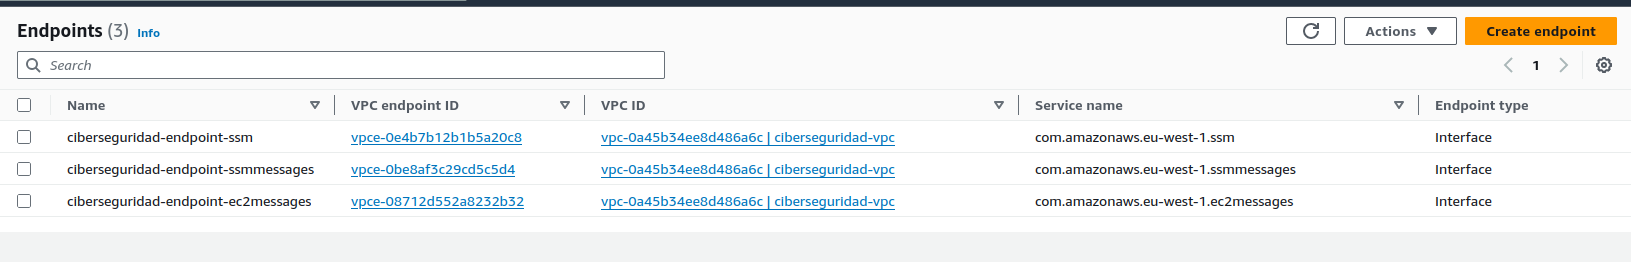 Endpoints (3) Info
Actions
Create endpoint
Search
1
Name VPC endpoint ID VPC ID Service name Endpoint type
ciberseguridad-endpoint-ssm vpce-0e4b7b12b1b5a20c8 vpc-0a45b34ee8d486a6c | ciberseguridad-vpc com.amazonaws.eu-west-1.ssm Interface
ciberseguridad-endpoint-ssmmessages vpce-0be8af3c29cd5c5d4 vpc-0a45b34ee8d486a6c | ciberseguridad-vpc com.amazonaws.eu-west-1.ssmmessages Interface
ciberseguridad-endpoint-ec2messages vpce-08712d552a8232b32 vpc-0a45b34ee8d486a6c | ciberseguridad-vpc com.amazonaws.eu-west-1.ec2messages Interface